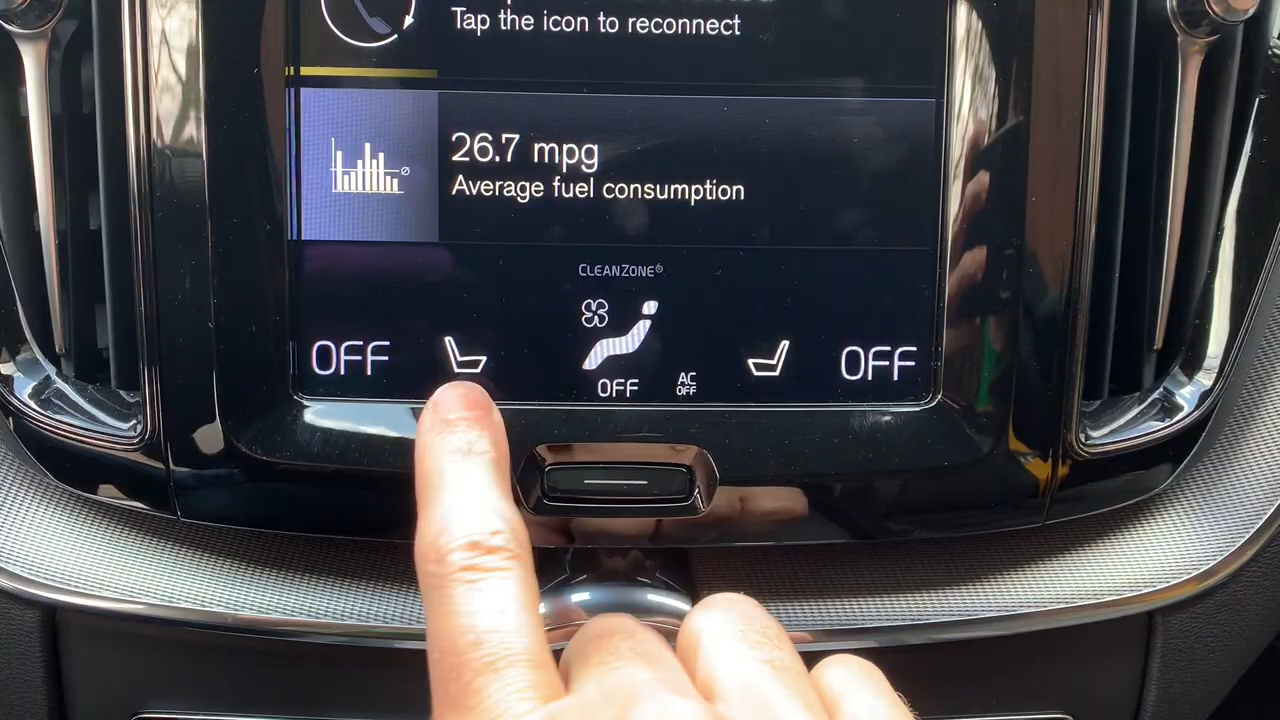 Tap the icon to reconnect
26.7 mpg
Average fuel consumption
CLEANZONE
OFF
OFF
OFF
AC
OFF